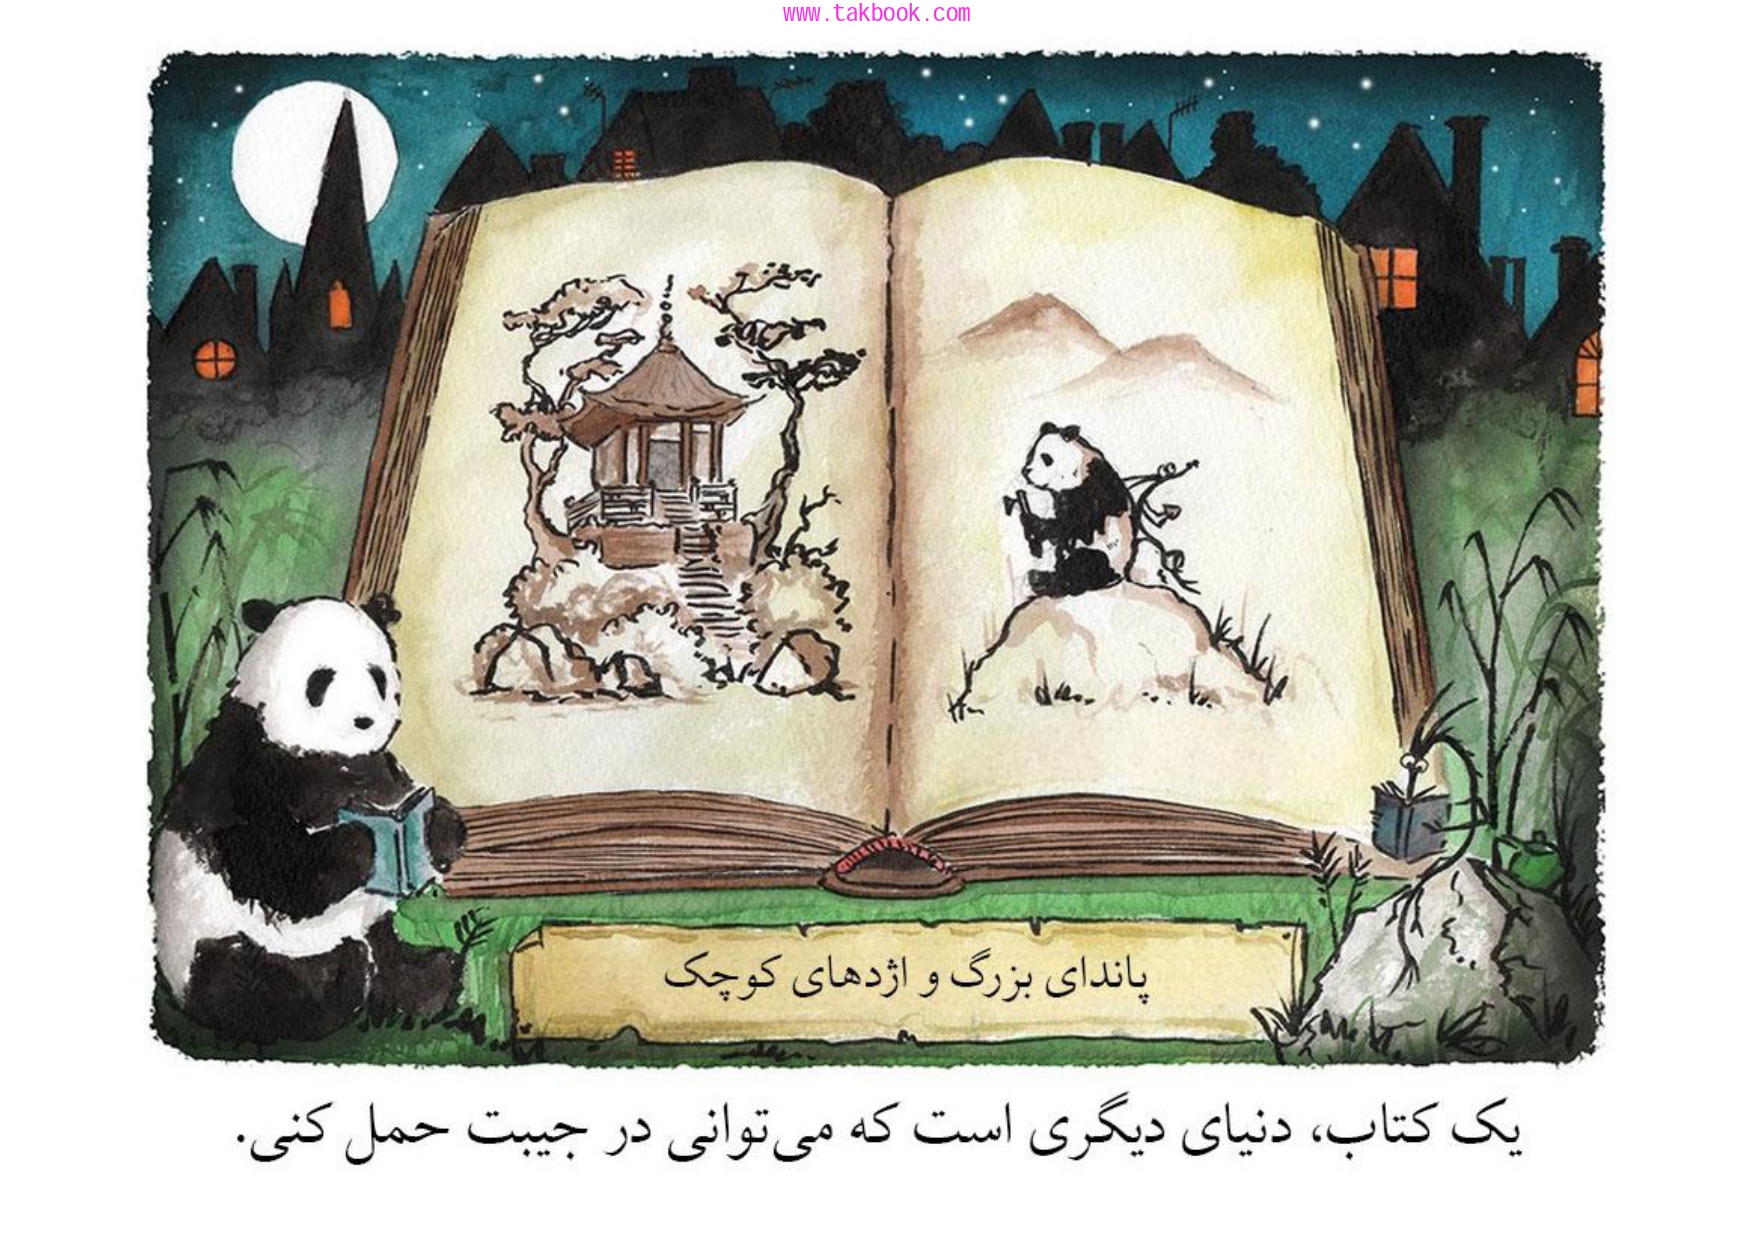 www.takbook.com
پاندای بزرگ و اژدهای کوچک
یک کتاب، دنیای دیگری است که می‌توانی در جیبت حمل کنی.